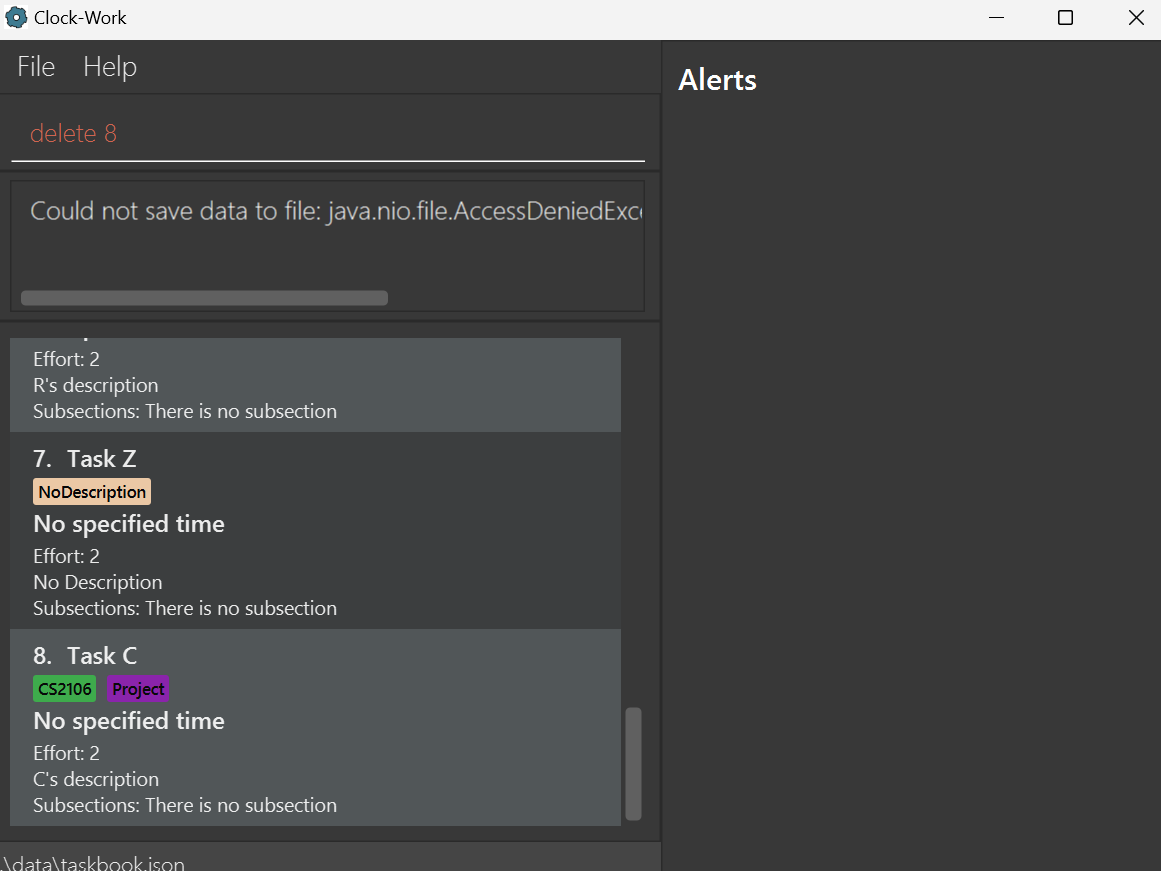 Clock-Work
File Help
Alerts
delete 8
Could not save data to file: java.nio.file.AccessDeniedExce
Effort: 2
R's description
Subsections: There is no subsection
7. Task Z
NoDescription
No specified time
Effort: 2
No Description
Subsections: There is no subsection
8. Task C
CS2106 Project
No specified time
Effort: 2
C's description
Subsections: There is no subsection
.\data\taskbook.json